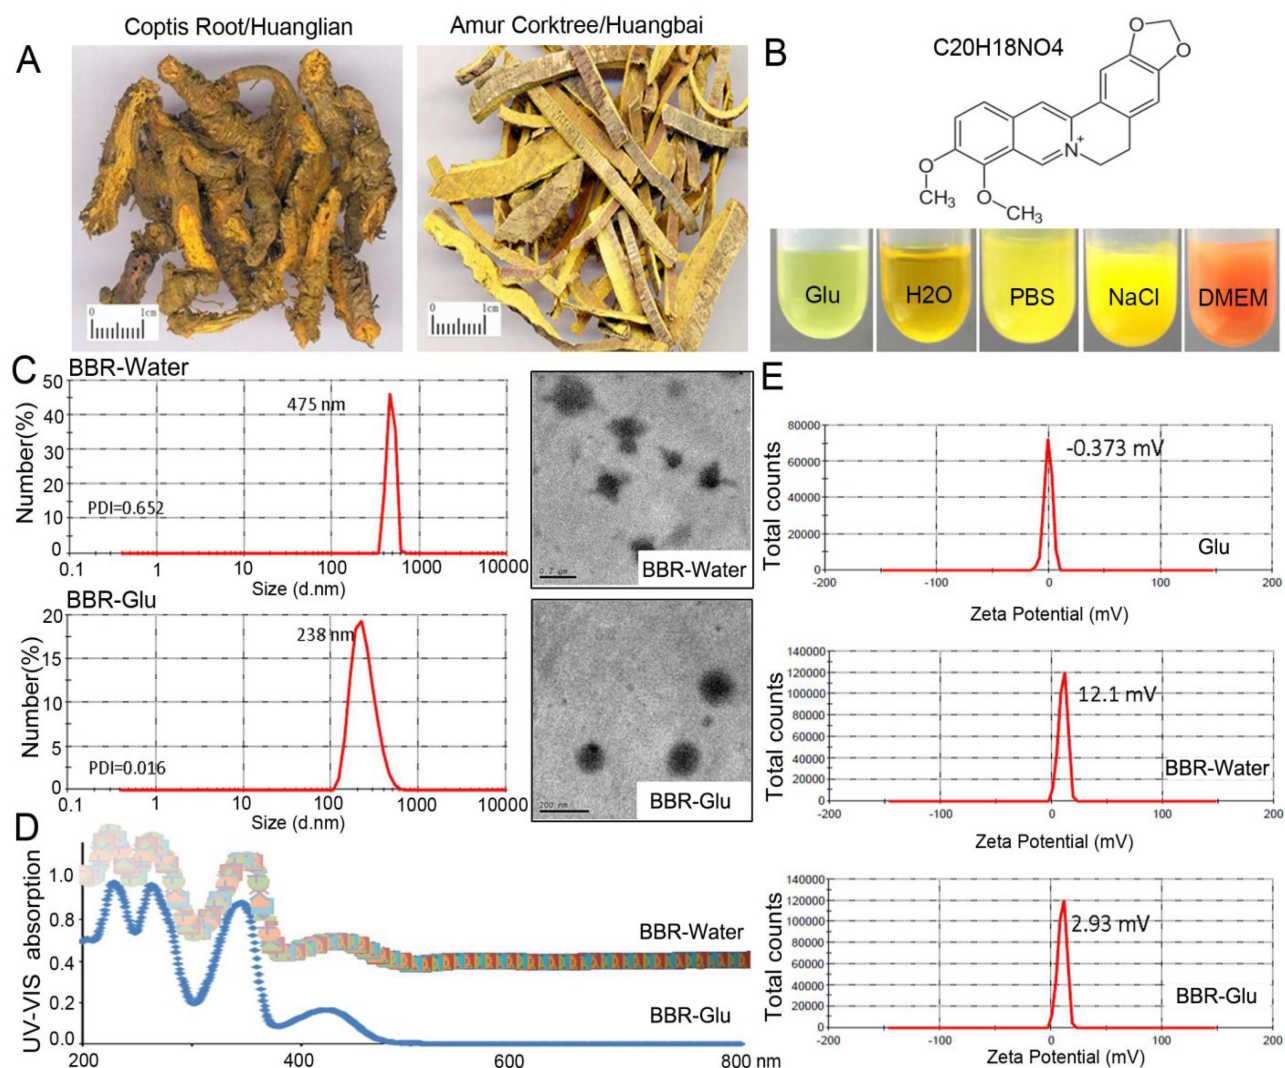 Coptis Root/Huanglian
Amur Corktree/Huangbai
A
0 1cm
0 1cm
B
C20H18NO4
O
O
N+
O
CH3
O
CH3
Glu
H2O
PBS
NaCl
DMEM
C
BBR-Water
Number(%)
50
40
30
20
10
0
475 nm
PDI=0.652
0.1 1 10 100 1000 10000
Size (d.nm)
0.2 μm
BBR-Water
BBR-Glu
Number(%)
20
15
10
5
0
238 nm
PDI=0.016
0.1 1 10 100 1000 10000
Size (d.nm)
200 nm
BBR-Glu
D
UV-VIS absorption
1.0
0.8
0.4
0.2
0.0
BBR-Water
BBR-Glu
200 400 600 800 nm
E
Total counts
80000
60000
40000
20000
0
-0.373 mV
Glu
-200 -100 0 100 200
Zeta Potential (mV)
Total counts
140000
120000
100000
80000
60000
40000
20000
0
12.1 mV
BBR-Water
-200 -100 0 100 200
Zeta Potential (mV)
Total counts
140000
120000
100000
80000
60000
40000
20000
0
2.93 mV
BBR-Glu
-200 -100 0 100 200
Zeta Potential (mV)